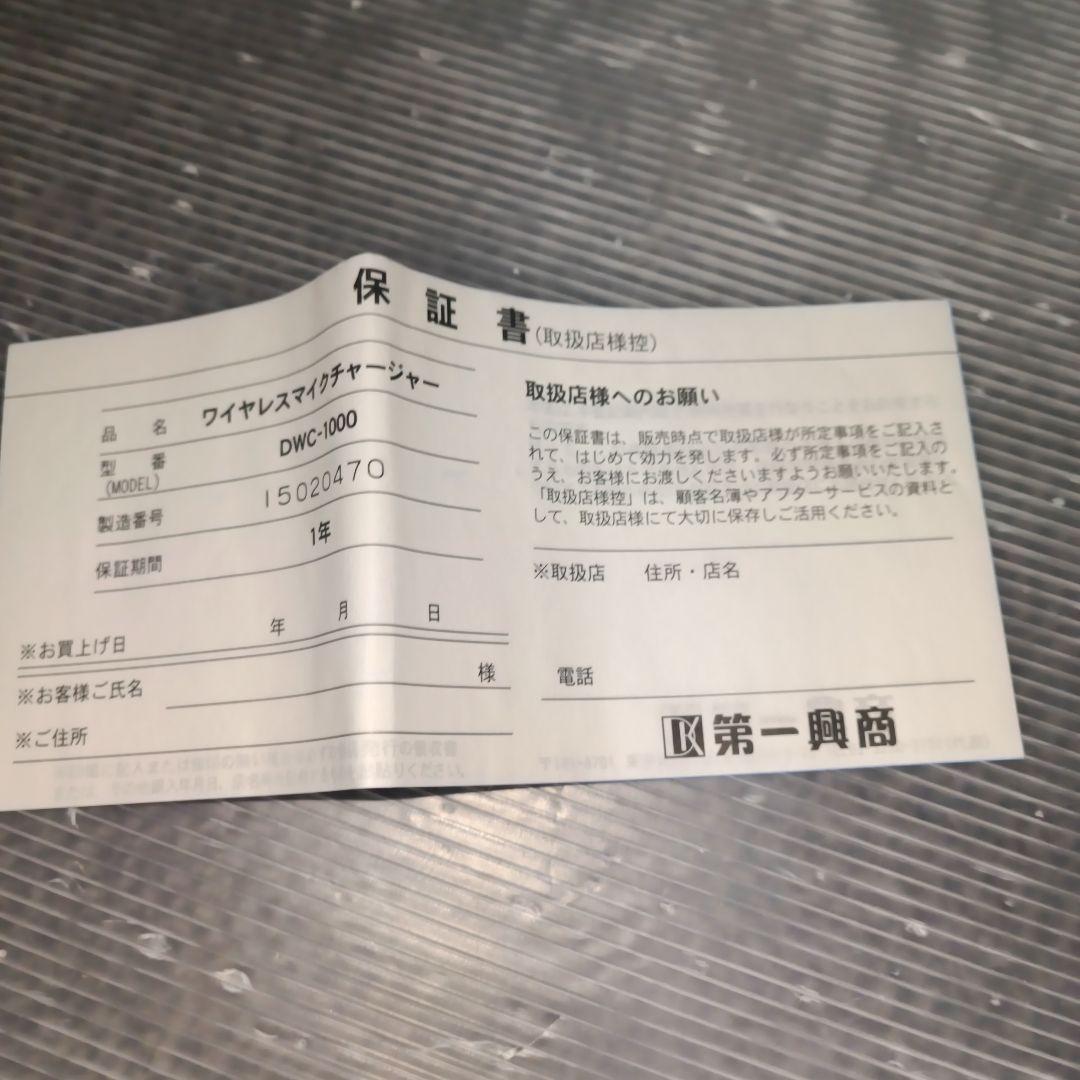 保証書(取扱店様控)
品名 ワイヤレスマイクチャージャー
型番 DWC-1000
(MODEL)
製造番号 15020470
保証期間 1年
※お買上げ日 年 月 日
※お客様ご氏名 様
※ご住所
取扱店様へのお願い
この保証書は、販売時点で取扱店様が所定事項をご記入さ
れて、はじめて効力を発します。必ず所定事項をご記入の
うえ、お客様にお渡しくださいますようお願いいたします。
「取扱店様控」は、顧客名簿やアフターサービスの資料と
して、取扱店様にて大切に保存しご活用ください。
※取扱店 住所・店名
電話
DK 第一興商